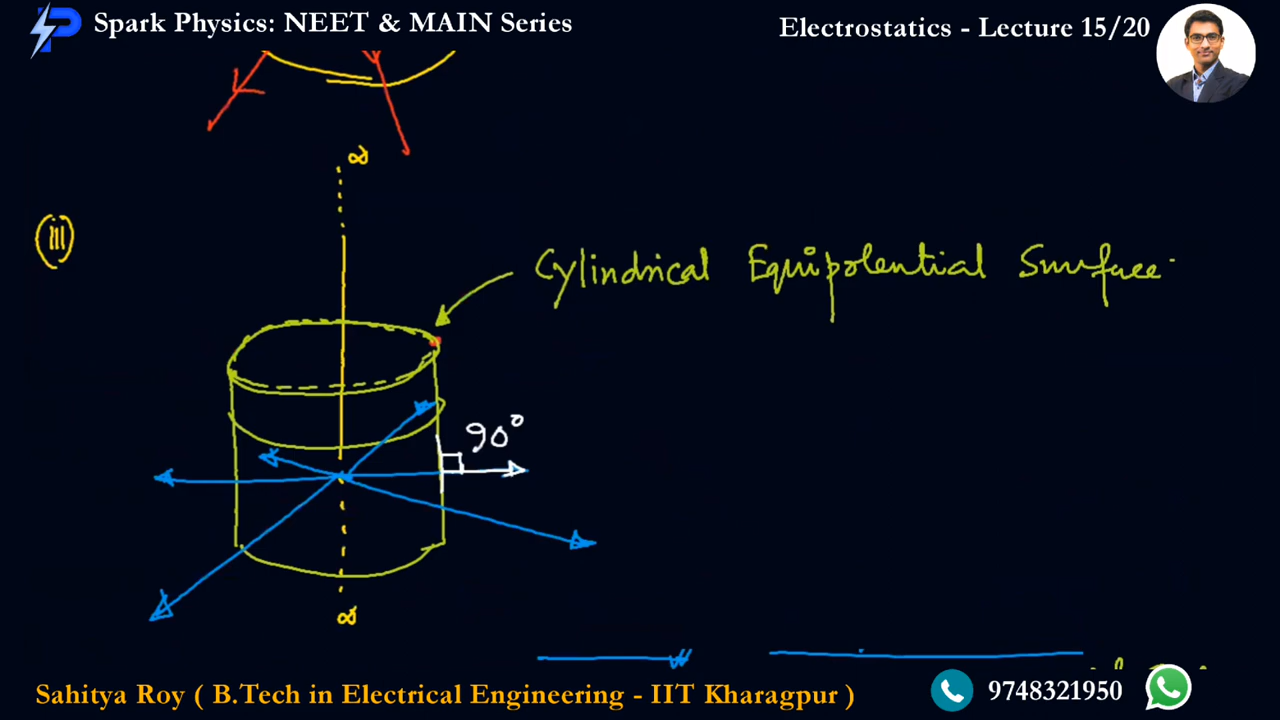 Spark Physics: NEET & MAIN Series
Electrostatics - Lecture 15/20
∞
(iii)
Cylindrical Equipotential Surface
90°
∞
Sahitya Roy ( B.Tech in Electrical Engineering - IIT Kharagpur )
9748321950